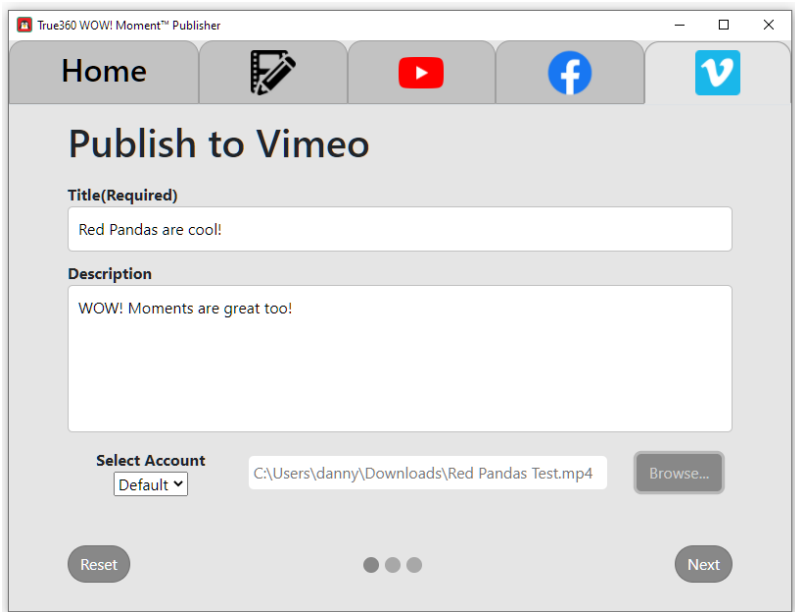 True360 WOW! Moment™ Publisher
Home
Publish to Vimeo
Title(Required)
Red Pandas are cool!
Description
WOW! Moments are great too!
Select Account
Default
C:\Users\danny\Downloads\Red Pandas Test.mp4
Browse...
Reset
Next